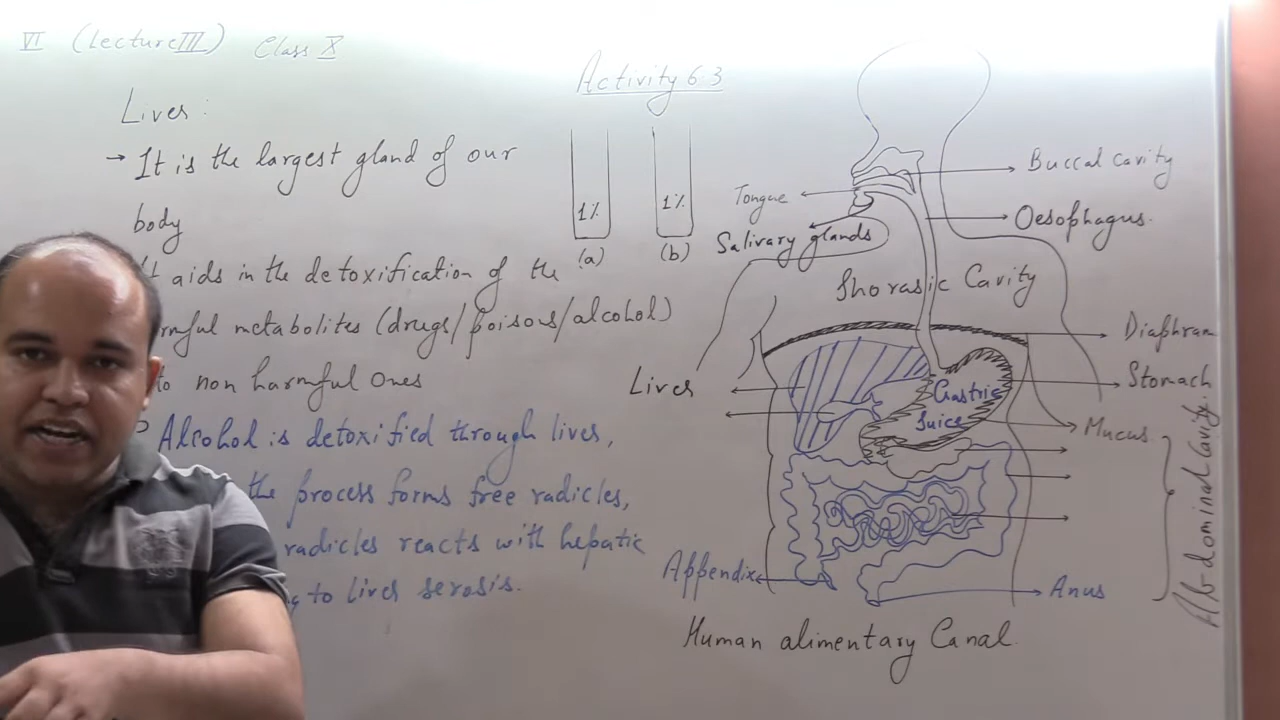 VI (Lecture III) Class X
Liver:
→ It is the largest gland of our
body
It aids in the detoxification of the
rmful metabolites (drugs/poisons/alcohol)
to non harmful Ones
Alcohol is detoxified through liver,
the process forms free radicles,
radicles reacts with hepatic
to liver serosis.
Activity 6.3
1%
1%
(a)
(b)
Buccal cavity
Tongue
Oesophagus.
Salivary glands
Thorasic Cavity
Diaphram
Liver
Gastric
Juice
Stomach
Mucus
Abdominal Cavity.
Appendix
Anus
Human alimentary Canal